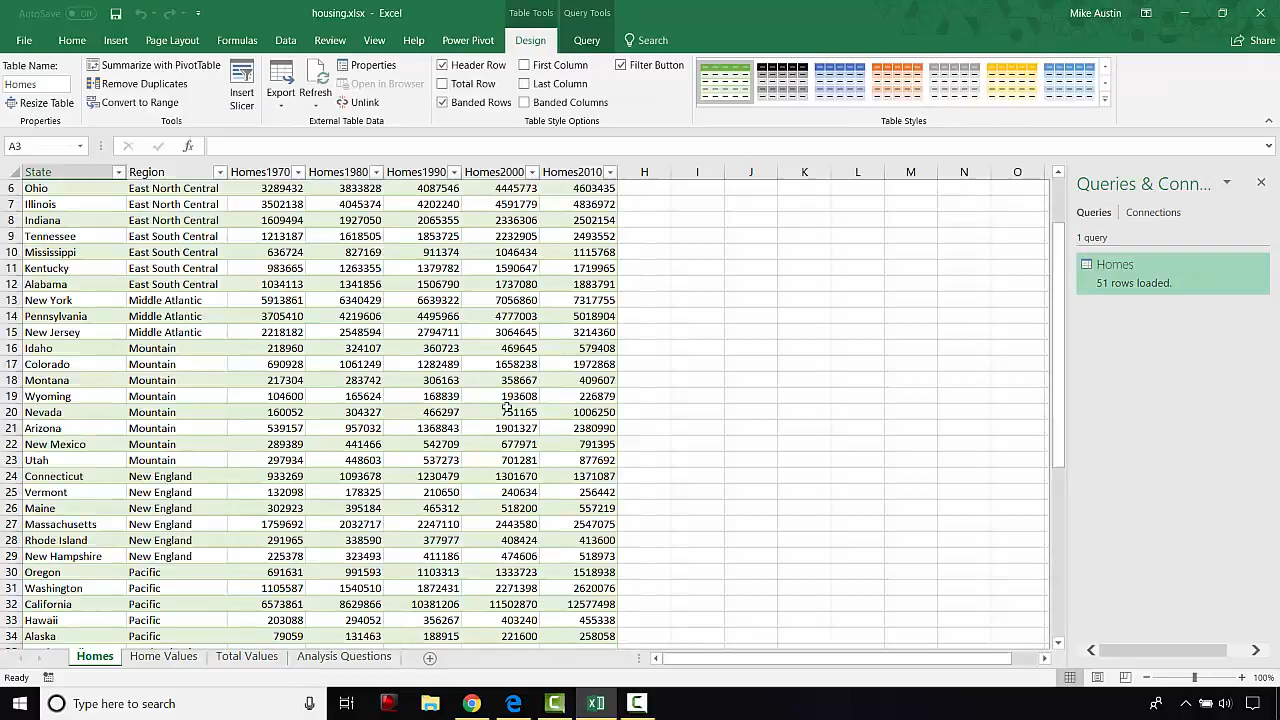 AutoSave Off housing.xlsx - Excel Table Tools Query Tools Mike Austin
File Home Insert Page Layout Formulas Data Review View Help Power Pivot Design Query Search Share
Table Name:
Homes
Resize Table
Properties
Summarize with PivotTable
Remove Duplicates
Convert to Range
Tools
Insert
Slicer
Export
Refresh
Properties
Open in Browser
Unlink
External Table Data
Header Row First Column Filter Button
Total Row Last Column
Banded Rows Banded Columns
Table Style Options
Table Styles
A3 fx
State Region Homes1970 Homes1980 Homes1990 Homes2000 Homes2010 H I J K L M N O
6 Ohio East North Central 3289432 3833828 4087546 4445773 4603435
7 Illinois East North Central 3502138 4045374 4202240 4591779 4836972
8 Indiana East North Central 1609494 1927050 2065355 2336306 2502154
9 Tennessee East South Central 1213187 1618505 1853725 2232905 2493552
10 Mississippi East South Central 636724 827169 911374 1046434 1115768
11 Kentucky East South Central 983665 1263355 1379782 1590647 1719965
12 Alabama East South Central 1034113 1341856 1506790 1737080 1883791
13 New York Middle Atlantic 5913861 6340429 6639322 7056860 7317755
14 Pennsylvania Middle Atlantic 3705410 4219606 4495966 4777003 5018904
15 New Jersey Middle Atlantic 2218182 2548594 2794711 3064645 3214360
16 Idaho Mountain 218960 324107 360723 469645 579408
17 Colorado Mountain 690928 1061249 1282489 1658238 1972868
18 Montana Mountain 217304 283742 306163 358667 409607
19 Wyoming Mountain 104600 165624 168839 193608 226879
20 Nevada Mountain 160052 304327 466297 751165 1006250
21 Arizona Mountain 539157 957032 1368843 1901327 2380990
22 New Mexico Mountain 289389 441466 542709 677971 791395
23 Utah Mountain 297934 448603 537273 701281 877692
24 Connecticut New England 933269 1093678 1230479 1301670 1371087
25 Vermont New England 132098 178325 210650 240634 256442
26 Maine New England 302923 395184 465312 518200 557219
27 Massachusetts New England 1759692 2032717 2247110 2443580 2547075
28 Rhode Island New England 291965 338590 377977 408424 413600
29 New Hampshire New England 225378 323493 411186 474606 518973
30 Oregon Pacific 691631 991593 1103313 1333723 1518938
31 Washington Pacific 1105587 1540510 1872431 2271398 2620076
32 California Pacific 6573861 8629866 10381206 11502870 12577498
33 Hawaii Pacific 203088 294052 356267 403240 455338
34 Alaska Pacific 79059 131463 188915 221600 258058
Queries & Conn...
Queries Connections
1 query
Homes
51 rows loaded.
Homes Home Values Total Values Analysis Questions
Ready 100%
Type here to search